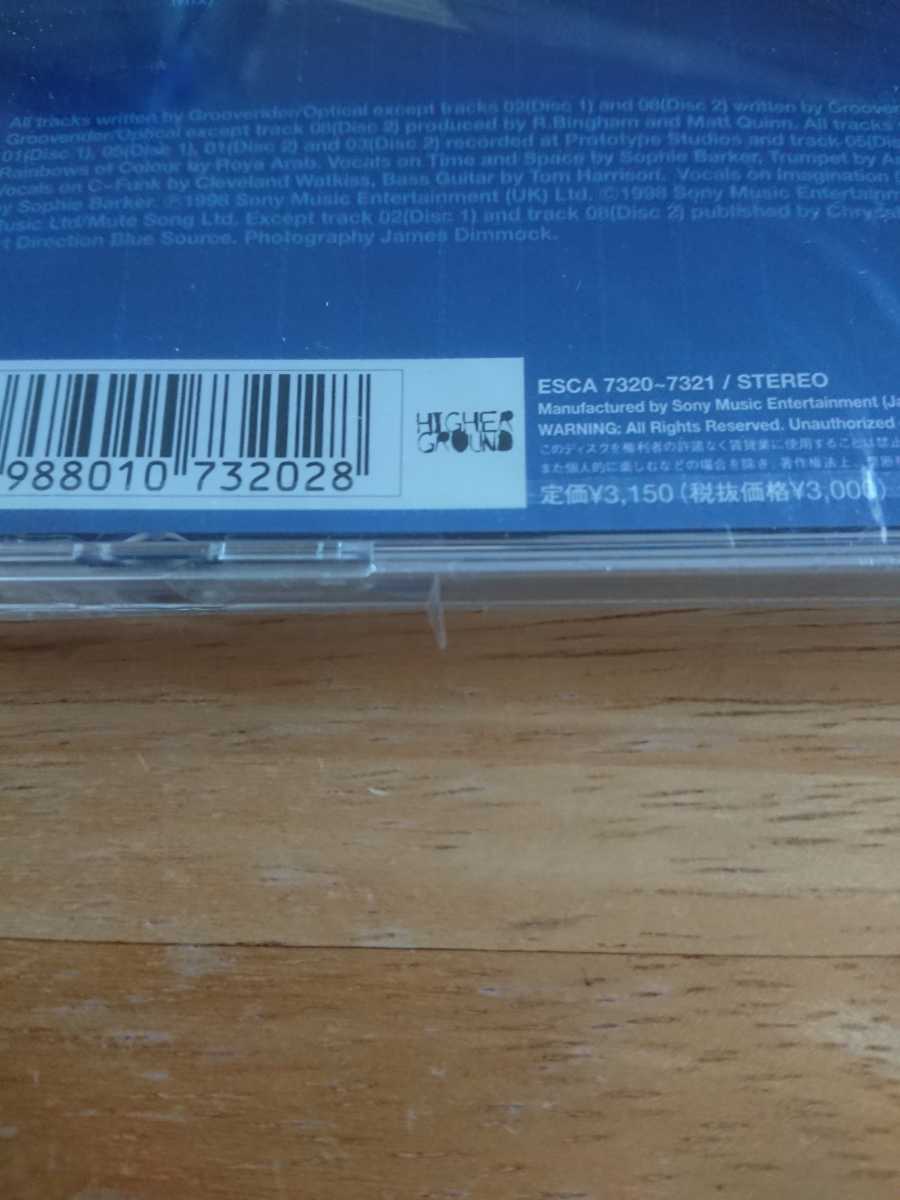 Mix)
All tracks written by Grooverider/Optical except tracks 02(Disc 1) and 08(Disc 2) written by
Grooverider/Optical except track 08(Disc 2) produced by R.Bingham and Matt Quinn. All tracks
01(Disc 1), 05(Disc 1), 01(Disc 2) and 03(Disc 2) recorded at Prototype Studios and track 05(Disc
Rainbows of Colour by Roya Arab. Vocals on Time and Space by Sophie Barker, Trumpet by
Vocals on C-Funk by Cleveland Watkiss, Bass Guitar by Tom Harrison. Vocals on Imagination
by Sophie Barker. ℗1998 Sony Music Entertainment (UK) Ltd. ©1998 Sony Music
Music Ltd/Mute Song Ltd. Except track 02(Disc 1) and track 08(Disc 2) published by
Direction Blue Source. Photography James Dimmock.
988010 732028
HIGHER
GROUND
ESCA 7320~7321 / STEREO
Manufactured by Sony Music Entertainment
WARNING: All Rights Reserved. Unauthorized
このディスクを権利者の許諾なく賃貸業に使用することは禁止
また個人的に楽しむなどの場合を除き、著作権法上、
定価¥3,150(税抜価格¥3,000)